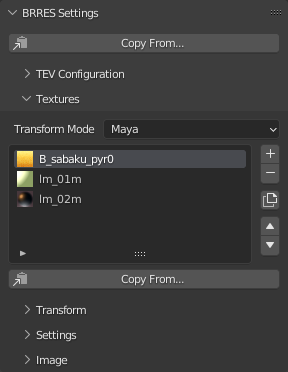 BRRES Settings
Copy From...
TEV Configuration
Textures
Transform Mode Maya
B_sabaku_pyr0
lm_01m
lm_02m
Copy From...
Transform
Settings
Image